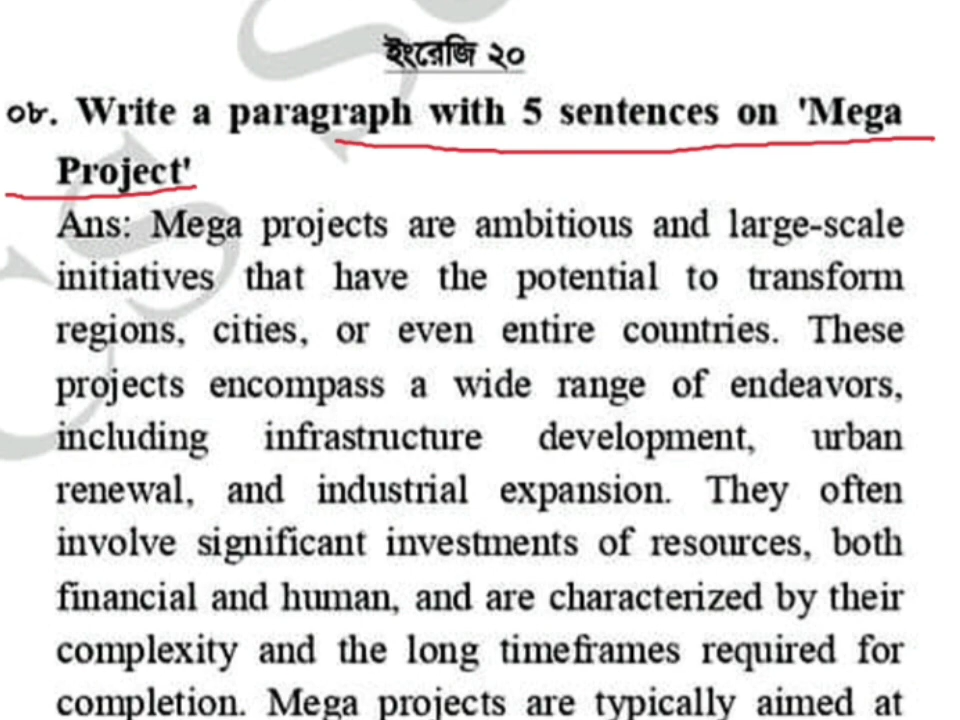 ইংরেজি ২০
০৮. Write a paragraph with 5 sentences on 'Mega
Project'
Ans: Mega projects are ambitious and large-scale
initiatives that have the potential to transform
regions, cities, or even entire countries. These
projects encompass a wide range of endeavors,
including infrastructure development, urban
renewal, and industrial expansion. They often
involve significant investments of resources, both
financial and human, and are characterized by their
complexity and the long timeframes required for
completion. Mega projects are typically aimed at